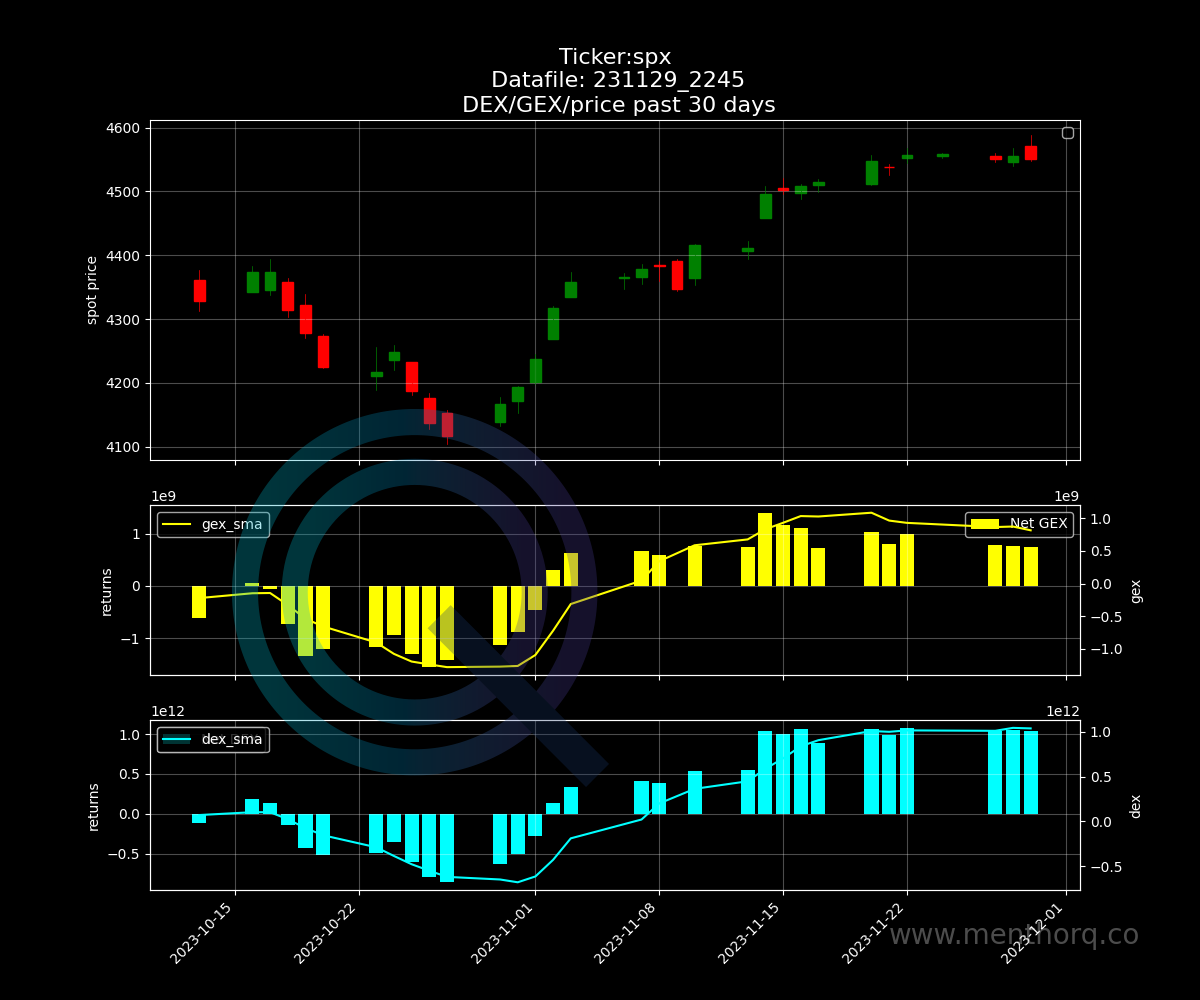 Ticker:spx
Datafile: 231129_2245
DEX/GEX/price past 30 days
4600
4500
4400
4300
4200
4100
spot price
1e9
1e9
gex_sma
Net GEX
1
0
−1
returns
1.0
0.5
0.0
−0.5
−1.0
gex
1e12
1e12
dex_sma
1.0
0.5
0.0
−0.5
returns
1.0
0.5
0.0
−0.5
dex
2023-10-15
2023-10-22
2023-11-01
2023-11-08
2023-11-15
2023-11-22
2023-12-01
www.menthorq.co